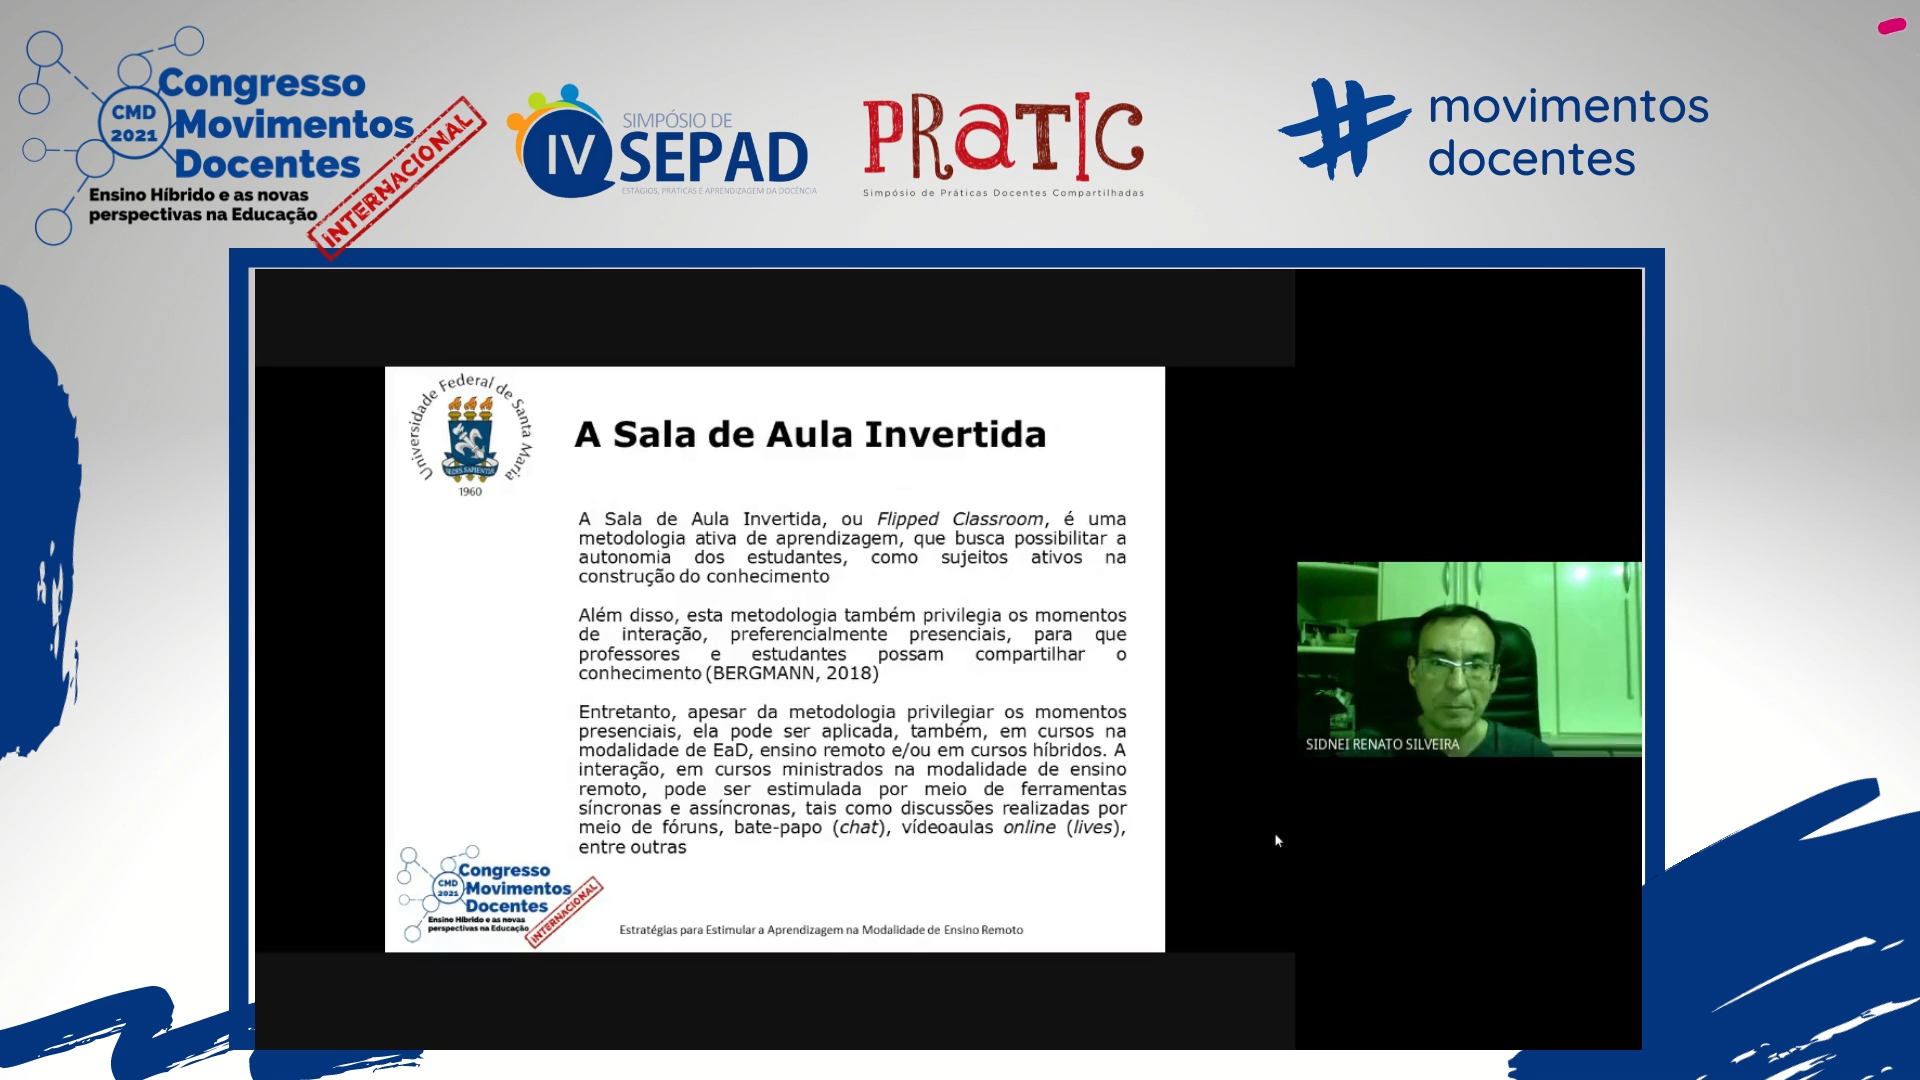 Congresso
CMD
2021
Movimentos
Docentes
Ensino Híbrido e as novas
perspectivas na Educação
INTERNACIONAL
SIMPÓSIO DE
IV SEPAD
ESTÁGIOS, PRÁTICAS E APRENDIZAGEM DA DOCÊNCIA
PRATIC
Simpósio de Práticas Docentes Compartilhadas
# movimentos
docentes
Universidade Federal de Santa Maria
SEDES SAPIENTIA
1960
A Sala de Aula Invertida
A Sala de Aula Invertida, ou Flipped Classroom, é uma
metodologia ativa de aprendizagem, que busca possibilitar a
autonomia dos estudantes, como sujeitos ativos na
construção do conhecimento
Além disso, esta metodologia também privilegia os momentos
de interação, preferencialmente presenciais, para que
professores e estudantes possam compartilhar o
conhecimento (BERGMANN, 2018)
Entretanto, apesar da metodologia privilegiar os momentos
presenciais, ela pode ser aplicada, também, em cursos na
modalidade de EaD, ensino remoto e/ou em cursos híbridos. A
interação, em cursos ministrados na modalidade de ensino
remoto, pode ser estimulada por meio de ferramentas
síncronas e assíncronas, tais como discussões realizadas por
meio de fóruns, bate-papo (chat), vídeoaulas online (lives),
entre outras
Congresso
CMD
2021
Movimentos
Docentes
Ensino Híbrido e as novas
perspectivas na Educação
INTERNACIONAL
Estratégias para Estimular a Aprendizagem na Modalidade de Ensino Remoto
SIDNEI RENATO SILVEIRA